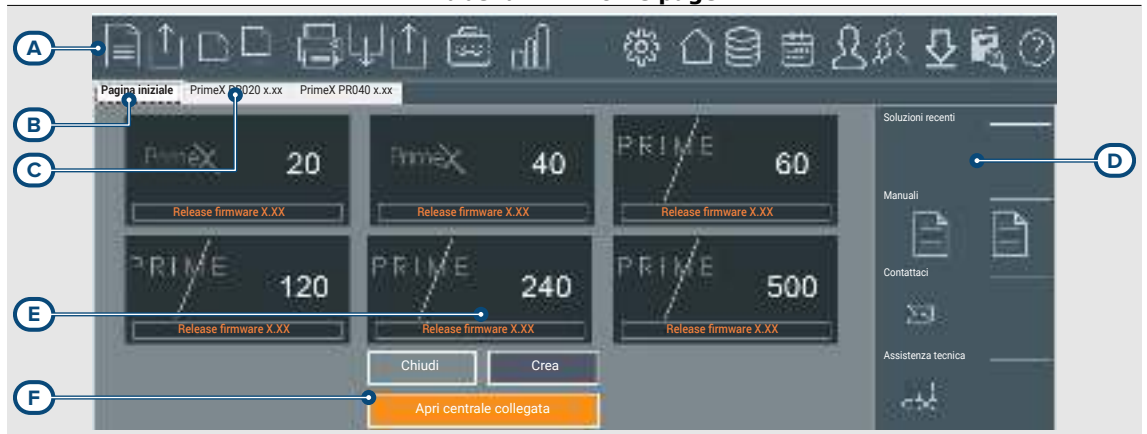 A
Pagina iniziale PrimeX PR020 x.xx PrimeX PR040 x.xx
B
C
D
E
F
PrimeX 20
Release firmware X.XX
PrimeX 40
Release firmware X.XX
PRIME 60
Release firmware X.XX
PRIME 120
Release firmware X.XX
PRIME 240
Release firmware X.XX
PRIME 500
Release firmware X.XX
Chiudi Crea
Apri centrale collegata
Soluzioni recenti
Manuali
Contattaci
Assistenza tecnica